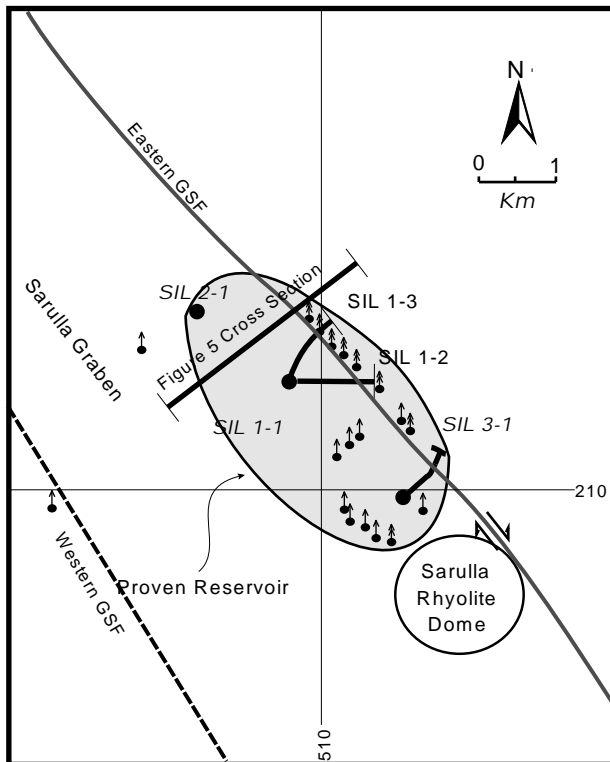 N
0 1
Km
Eastern GSF
Sarulla Graben
SIL 2-1
Figure 5 Cross Section
SIL 1-3
SIL 1-2
SIL 1-1
SIL 3-1
210
Western GSF
Proven Reservoir
Sarulla
Rhyolite
Dome
510